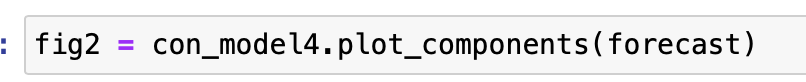 : fig2 = con_model4.plot_components(forecast)